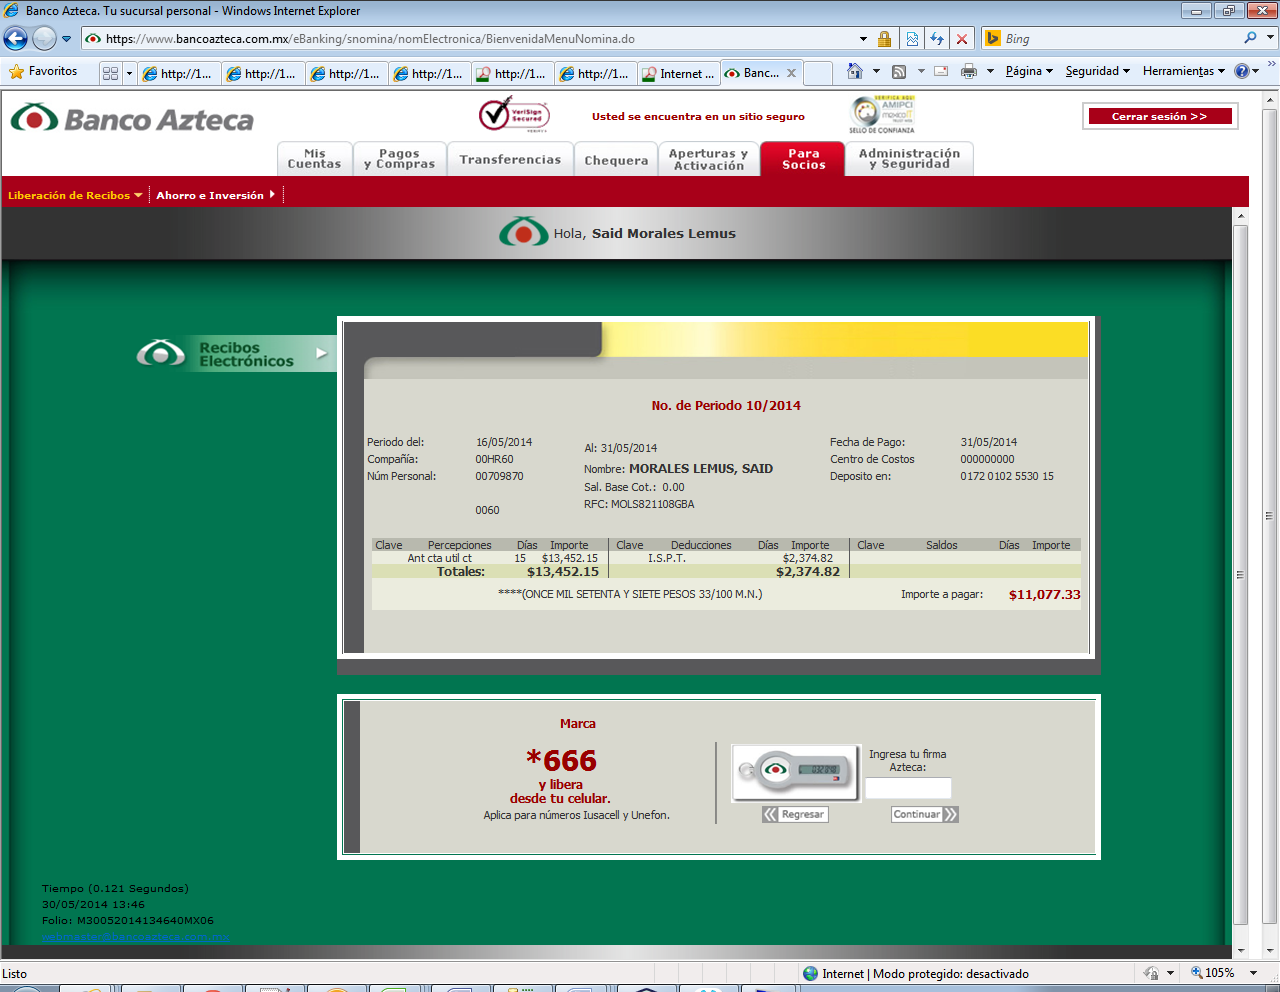 Banco Azteca. Tu sucursal personal - Windows Internet Explorer
https://www.bancoazteca.com.mx/eBanking/snomina/nomElectronica/BienvenidaMenuNomina.do
Bing
Favoritos
http://1...
http://1...
http://1...
http://1...
http://1...
http://1...
Internet ...
Banc...
Página
Seguridad
Herramientas
Banco Azteca
VeriSign Secured
VERIFY
Usted se encuentra en un sitio seguro
VERIFICA AQUI
AMIPCI
SELLO DE CONFIANZA
Cerrar sesión >>
Mis Cuentas
Pagos y Compras
Transferencias
Chequera
Aperturas y Activación
Para Socios
Administración y Seguridad
Liberación de Recibos
Ahorro e Inversión
Hola, Said Morales Lemus
Recibos Electrónicos
No. de Periodo 10/2014
Periodo del: 16/05/2014 Al: 31/05/2014 Fecha de Pago: 31/05/2014
Compañía: 00HR60 Nombre: MORALES LEMUS, SAID Centro de Costos 000000000
Núm Personal: 00709870 Sal. Base Cot.: 0.00 Deposito en: 0172 0102 5530 15
0060 RFC: MOLS821108GBA
Clave Percepciones Días Importe Clave Deducciones Días Importe Clave Saldos Días Importe
Ant cta util ct 15 $13,452.15 I.S.P.T. $2,374.82
Totales: $13,452.15 $2,374.82
****(ONCE MIL SETENTA Y SIETE PESOS 33/100 M.N.) Importe a pagar: $11,077.33
Marca
*666
y libera
desde tu celular.
Aplica para números Iusacell y Unefon.
Ingresa tu firma
Azteca:
Regresar
Continuar
Tiempo (0.121 Segundos)
30/05/2014 13:46
Folio: M30052014134640MX06
Listo
Internet | Modo protegido: desactivado
105%